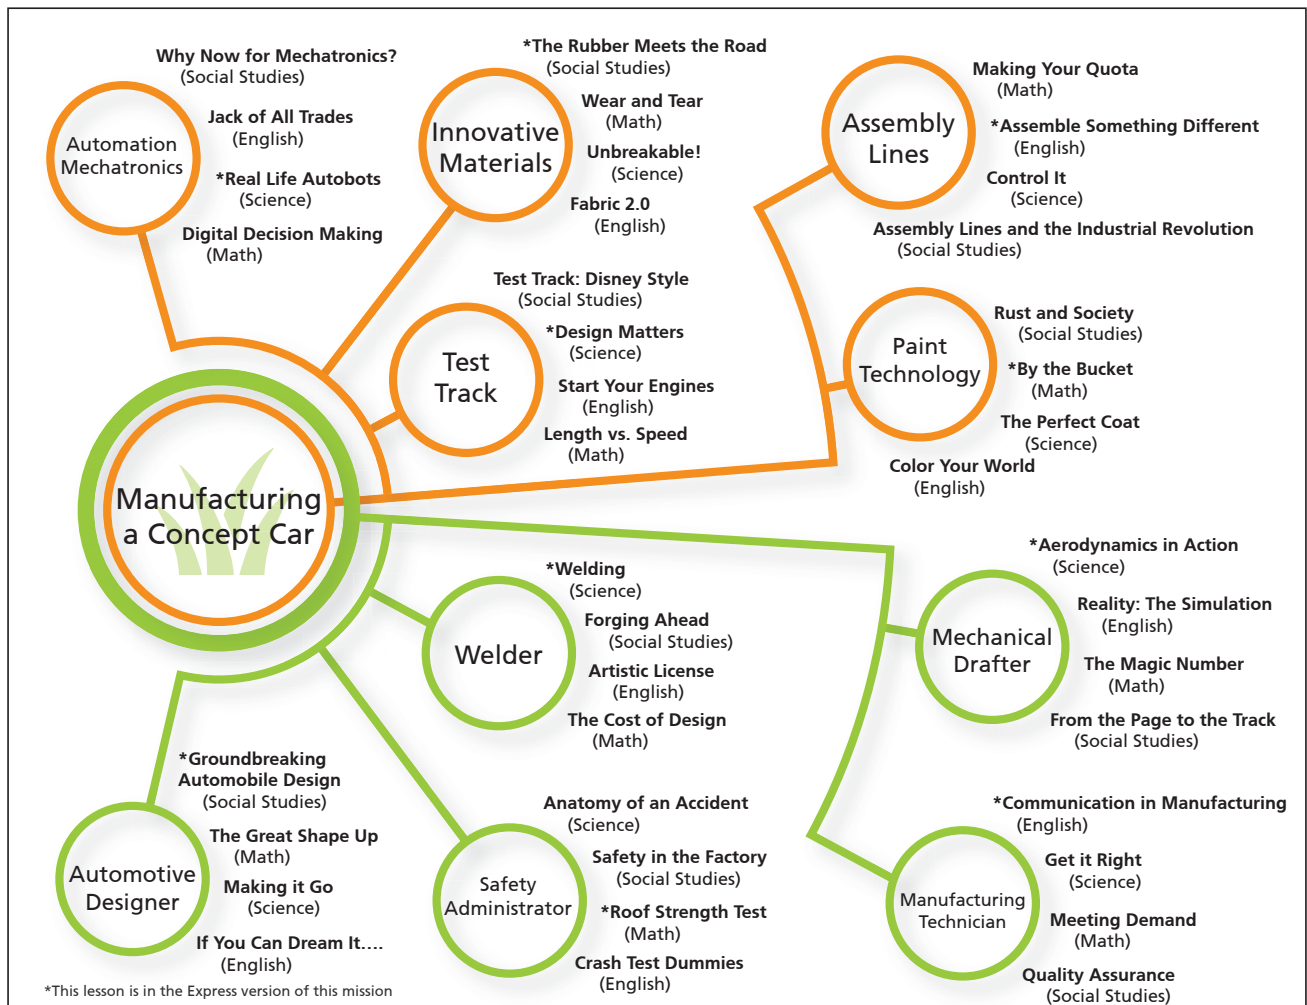 Why Now for Mechatronics?
(Social Studies)
Jack of All Trades
(English)
Automation
Mechatronics
*Real Life Autobots
(Science)
Digital Decision Making
(Math)
*The Rubber Meets the Road
(Social Studies)
Wear and Tear
(Math)
Innovative
Materials
Unbreakable!
(Science)
Fabric 2.0
(English)
Making Your Quota
(Math)
Assembly
Lines
*Assemble Something Different
(English)
Control It
(Science)
Assembly Lines and the Industrial Revolution
(Social Studies)
Test Track: Disney Style
(Social Studies)
*Design Matters
(Science)
Test
Track
Start Your Engines
(English)
Length vs. Speed
(Math)
Rust and Society
(Social Studies)
Paint
Technology
*By the Bucket
(Math)
The Perfect Coat
(Science)
Color Your World
(English)
Manufacturing
a Concept Car
*Welding
(Science)
Forging Ahead
(Social Studies)
Welder
Artistic License
(English)
The Cost of Design
(Math)
*Aerodynamics in Action
(Science)
Reality: The Simulation
(English)
Mechanical
Drafter
The Magic Number
(Math)
From the Page to the Track
(Social Studies)
*Groundbreaking
Automobile Design
(Social Studies)
The Great Shape Up
(Math)
Automotive
Designer
Making it Go
(Science)
If You Can Dream It....
(English)
Anatomy of an Accident
(Science)
Safety in the Factory
(Social Studies)
Safety
Administrator
*Roof Strength Test
(Math)
Crash Test Dummies
(English)
*Communication in Manufacturing
(English)
Get it Right
(Science)
Manufacturing
Technician
Meeting Demand
(Math)
Quality Assurance
(Social Studies)
*This lesson is in the Express version of this mission